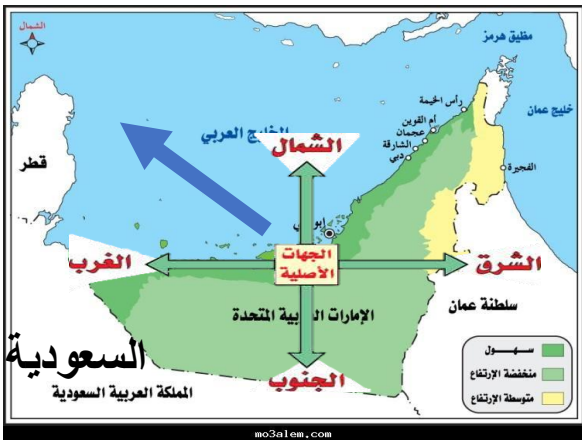 الشمال
مضيق هرمز
خليج عمان
رأس الخيمة
أم القوين
عجمان
الشارقة
دبي
الفجيرة
الخليج العربي
الشمال
قطر
الجهات
الأصلية
الغرب
الشرق
سلطنة عمان
الإمارات العربية المتحدة
السعودية
المملكة العربية السعودية
الجنوب
سهول
منخفضة الإرتفاع
متوسطة الإرتفاع
mo3alem.com